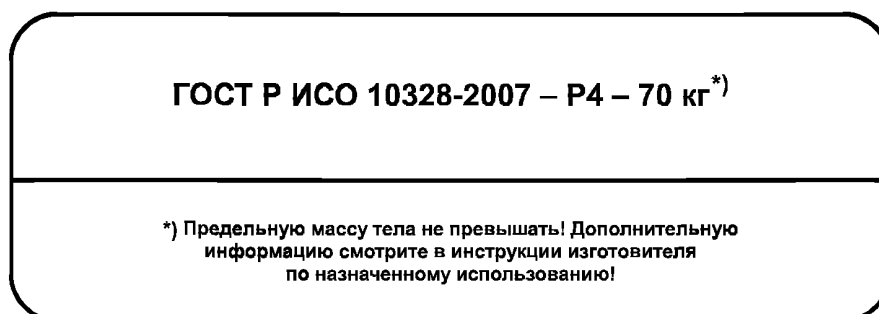 ГОСТ Р ИСО 10328-2007 – Р4 – 70 кг*)
*) Предельную массу тела не превышать! Дополнительную
информацию смотрите в инструкции изготовителя
по назначенному использованию!